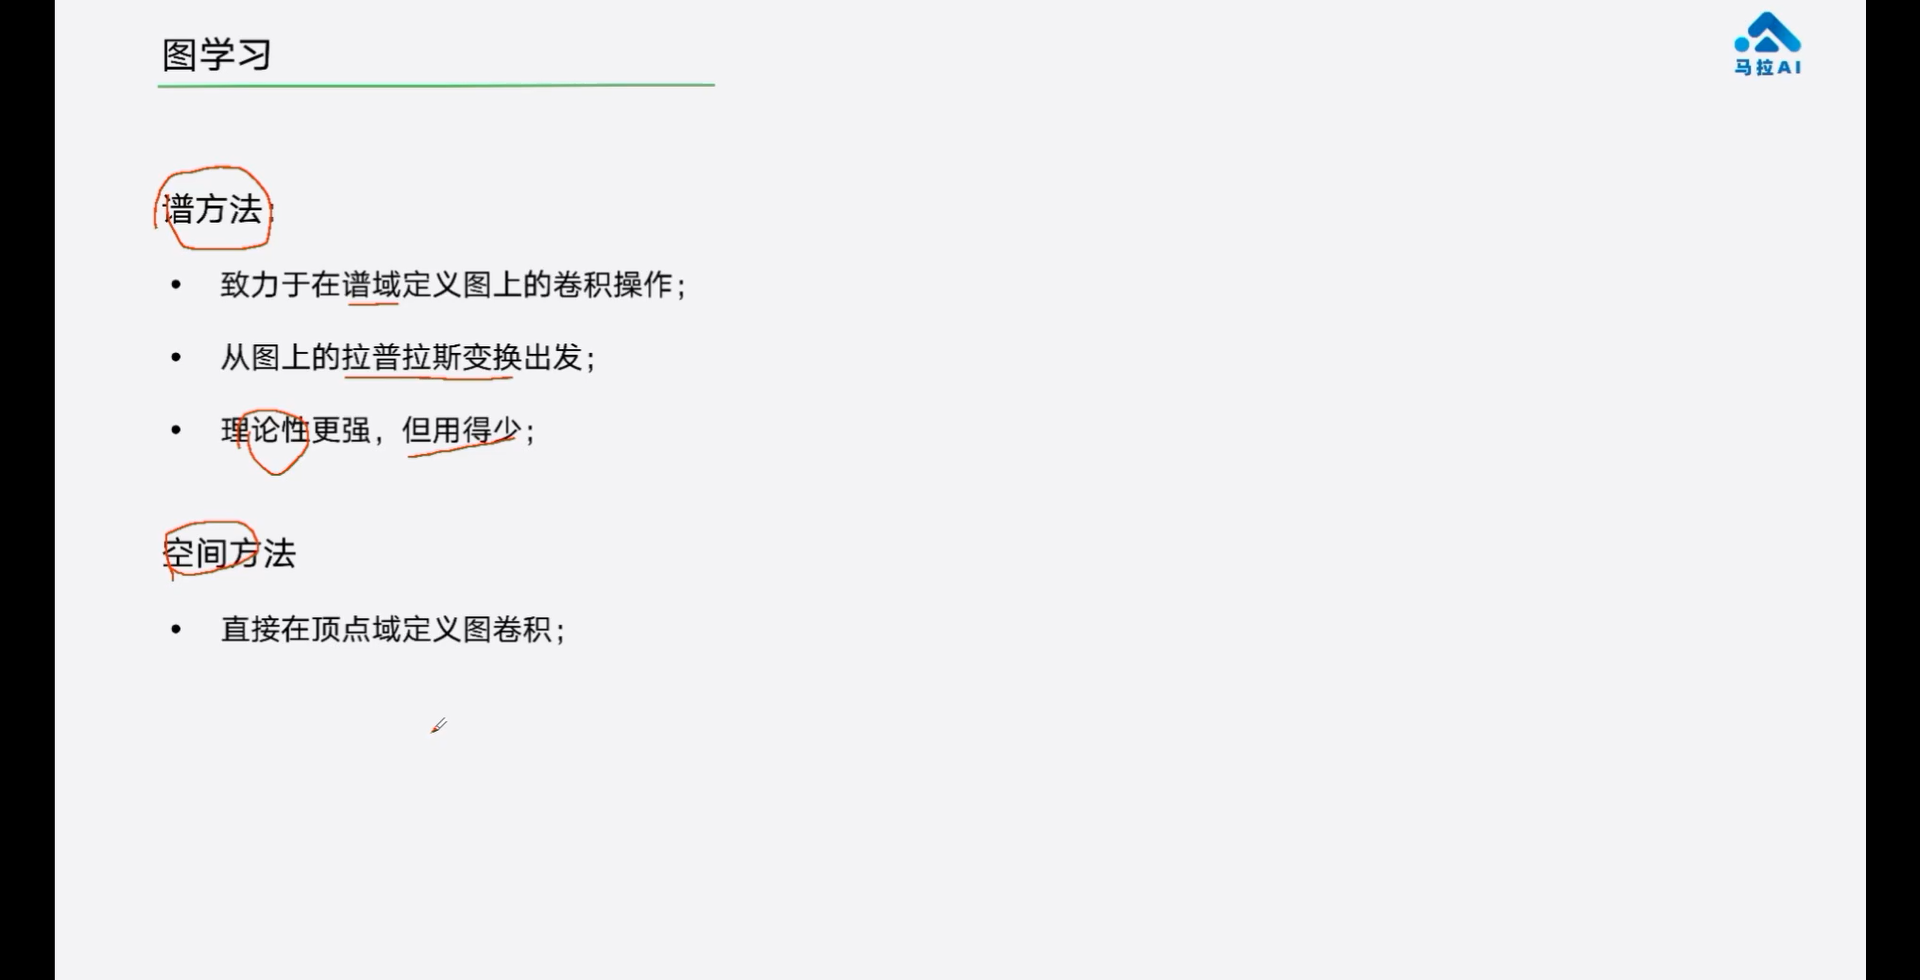 图学习
马拉AI
谱方法：
• 致力于在谱域定义图上的卷积操作；
• 从图上的拉普拉斯变换出发；
• 理论性更强，但用得少；
空间方法
• 直接在顶点域定义图卷积；